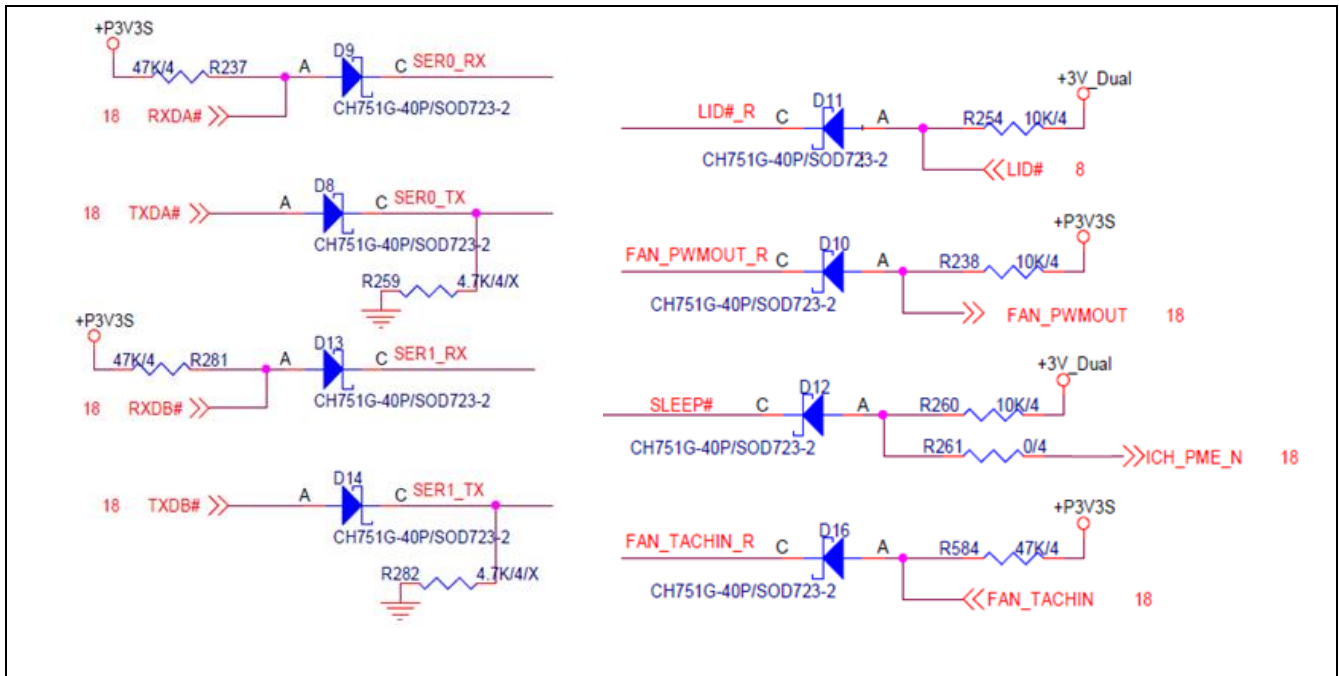 +P3V3S
47K/4 R237 A D9 C SER0_RX
CH751G-40P/SOD723-2
18 RXDA#
18 TXDA# A D8 C SER0_TX
CH751G-40P/SOD723-2
R259 4.7K/4/X
+P3V3S
47K/4 R281 A D13 C SER1_RX
CH751G-40P/SOD723-2
18 RXDB#
18 TXDB# A D14 C SER1_TX
CH751G-40P/SOD723-2
R282 4.7K/4/X
+3V_Dual
LID#_R C D11 A R254 10K/4
CH751G-40P/SOD723-2
LID# 8
+P3V3S
FAN_PWMOUT_R C D10 A R238 10K/4
CH751G-40P/SOD723-2
FAN_PWMOUT 18
+3V_Dual
SLEEP# C D12 A R260 10K/4
CH751G-40P/SOD723-2
R261 0/4 ICH_PME_N 18
+P3V3S
FAN_TACHIN_R C D16 A R584 47K/4
CH751G-40P/SOD723-2
FAN_TACHIN 18